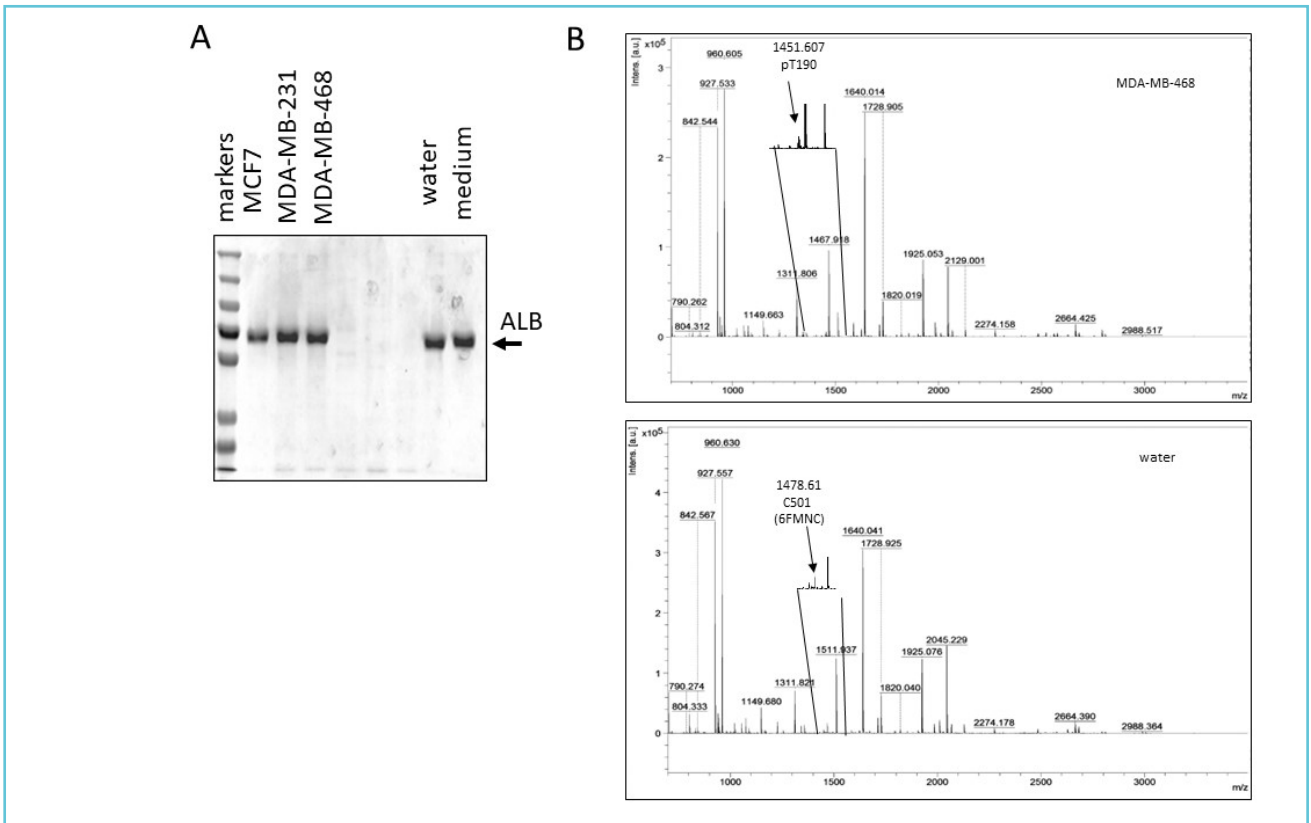 A
markers
MCF7
MDA-MB-231
MDA-MB-468
water
medium
ALB
B
Intens. [a.u.]
x10⁵
3
2
1
0
1451.607
pT190
MDA-MB-468
960.605
927.533
842.544
1640.014
1728.905
1467.918
1311.806
1925.053
2129.001
790.262
804.312
1149.663
1820.019
2274.158
2664.425
2988.517
1000
1500
2000
2500
3000
m/z
Intens. [a.u.]
x10⁵
4
3
2
1
0
1478.61
C501
(6FMNC)
water
960.630
927.557
842.567
1640.041
1728.925
1511.937
2045.229
1925.076
1311.821
790.274
804.333
1149.680
1820.040
2274.178
2664.390
2988.364
1000
1500
2000
2500
3000
m/z